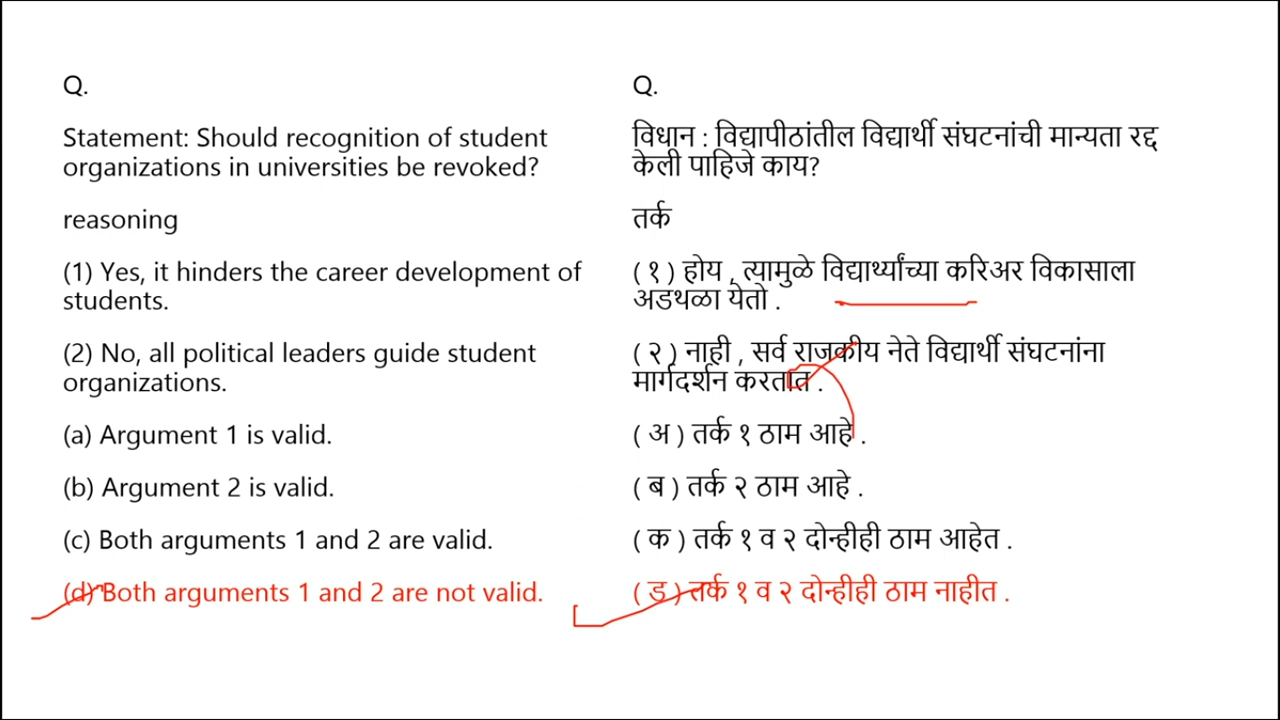 Q.
Statement: Should recognition of student
organizations in universities be revoked?
reasoning
(1) Yes, it hinders the career development of
students.
(2) No, all political leaders guide student
organizations.
(a) Argument 1 is valid.
(b) Argument 2 is valid.
(c) Both arguments 1 and 2 are valid.
(d) Both arguments 1 and 2 are not valid.
Q.
विधान : विद्यापीठांतील विद्यार्थी संघटनांची मान्यता रद्द
केली पाहिजे काय?
तर्क
( १ ) होय , त्यामुळे विद्यार्थ्यांच्या करिअर विकासाला
अडथळा येतो .
( २ ) नाही , सर्व राजकीय नेते विद्यार्थी संघटनांना
मार्गदर्शन करतात .
( अ ) तर्क १ ठाम आहे .
( ब ) तर्क २ ठाम आहे .
( क ) तर्क १ व २ दोन्हीही ठाम आहेत .
( ड ) तर्क १ व २ दोन्हीही ठाम नाहीत .